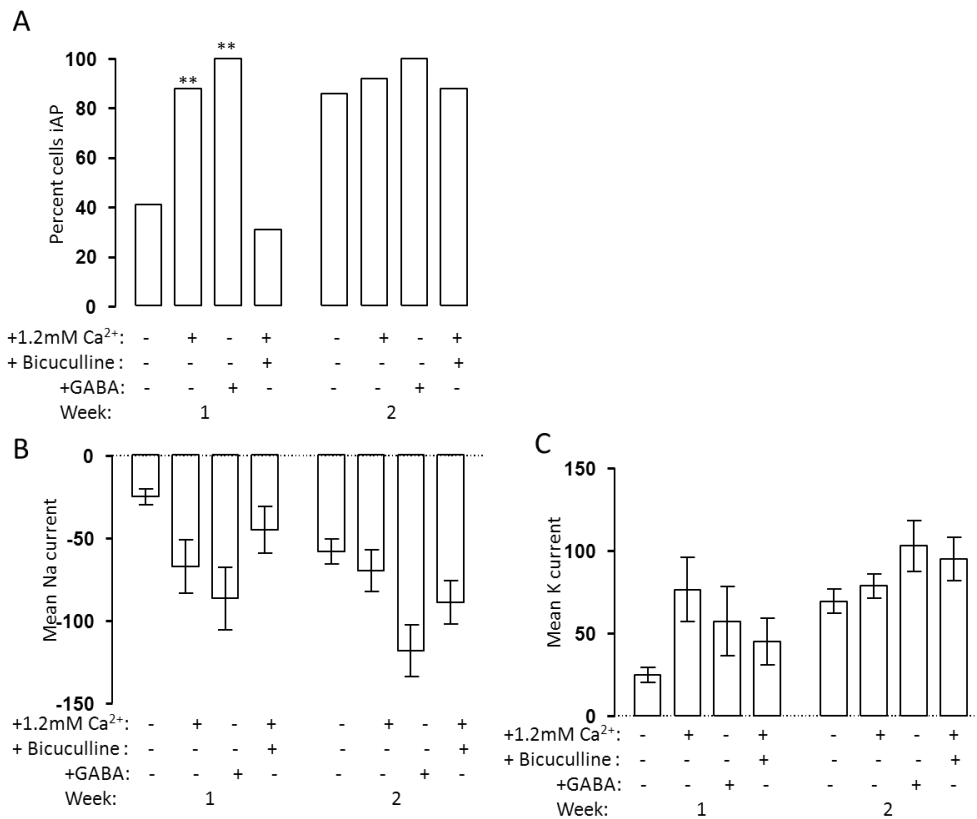 A
Percent cells iAP
100
80
60
40
20
0
** **
+1.2mM Ca²⁺: - + - + - + - +
+ Bicuculline : - - - + - - - +
+GABA: - - + - - - + -
Week: 1 2
B
Mean Na current
0
-50
-100
-150
+1.2mM Ca²⁺: - + - + - + - +
+ Bicuculline : - - - + - - - +
+GABA: - - + - - - + -
Week: 1 2
C
Mean K current
150
100
50
0
+1.2mM Ca²⁺: - + - + - + - +
+ Bicuculline : - - - + - - - +
+GABA: - - + - - - + -
Week: 1 2